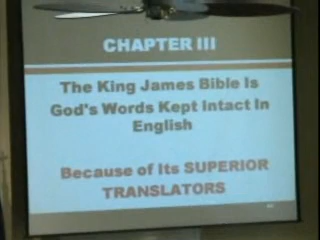 CHAPTER III
The King James Bible Is
God's Words Kept Intact In
English
Because of Its SUPERIOR
TRANSLATORS